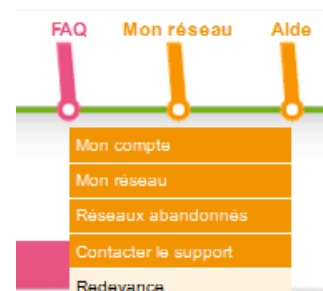 FAQ Mon réseau Aide
Mon compte
Mon réseau
Réseaux abandonnés
Contacter le support
Redevance